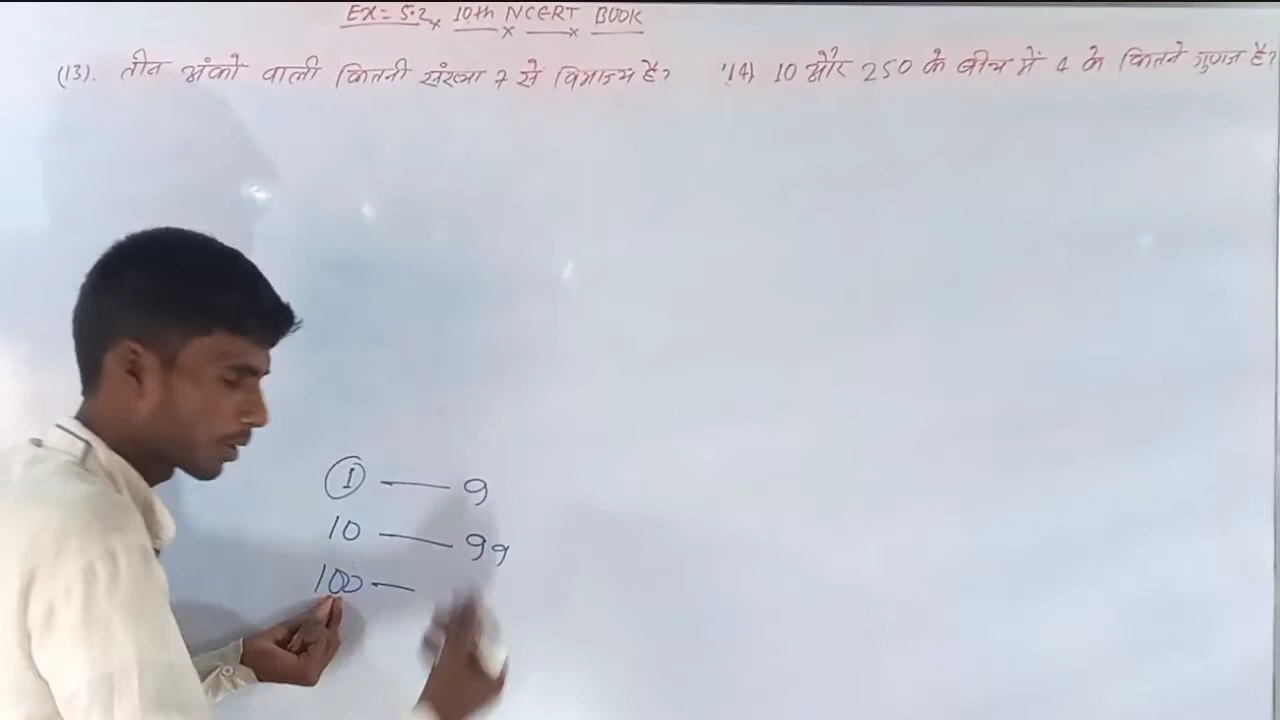 Ex = 5.2, 10th NCERT BOOK
(13). तीन अंको वाली कितनी संख्या 7 से विभाज्य है?
14) 10 और 250 के बीच में 4 के कितने गुणज है?
1 — 9
10 — 99
100 —